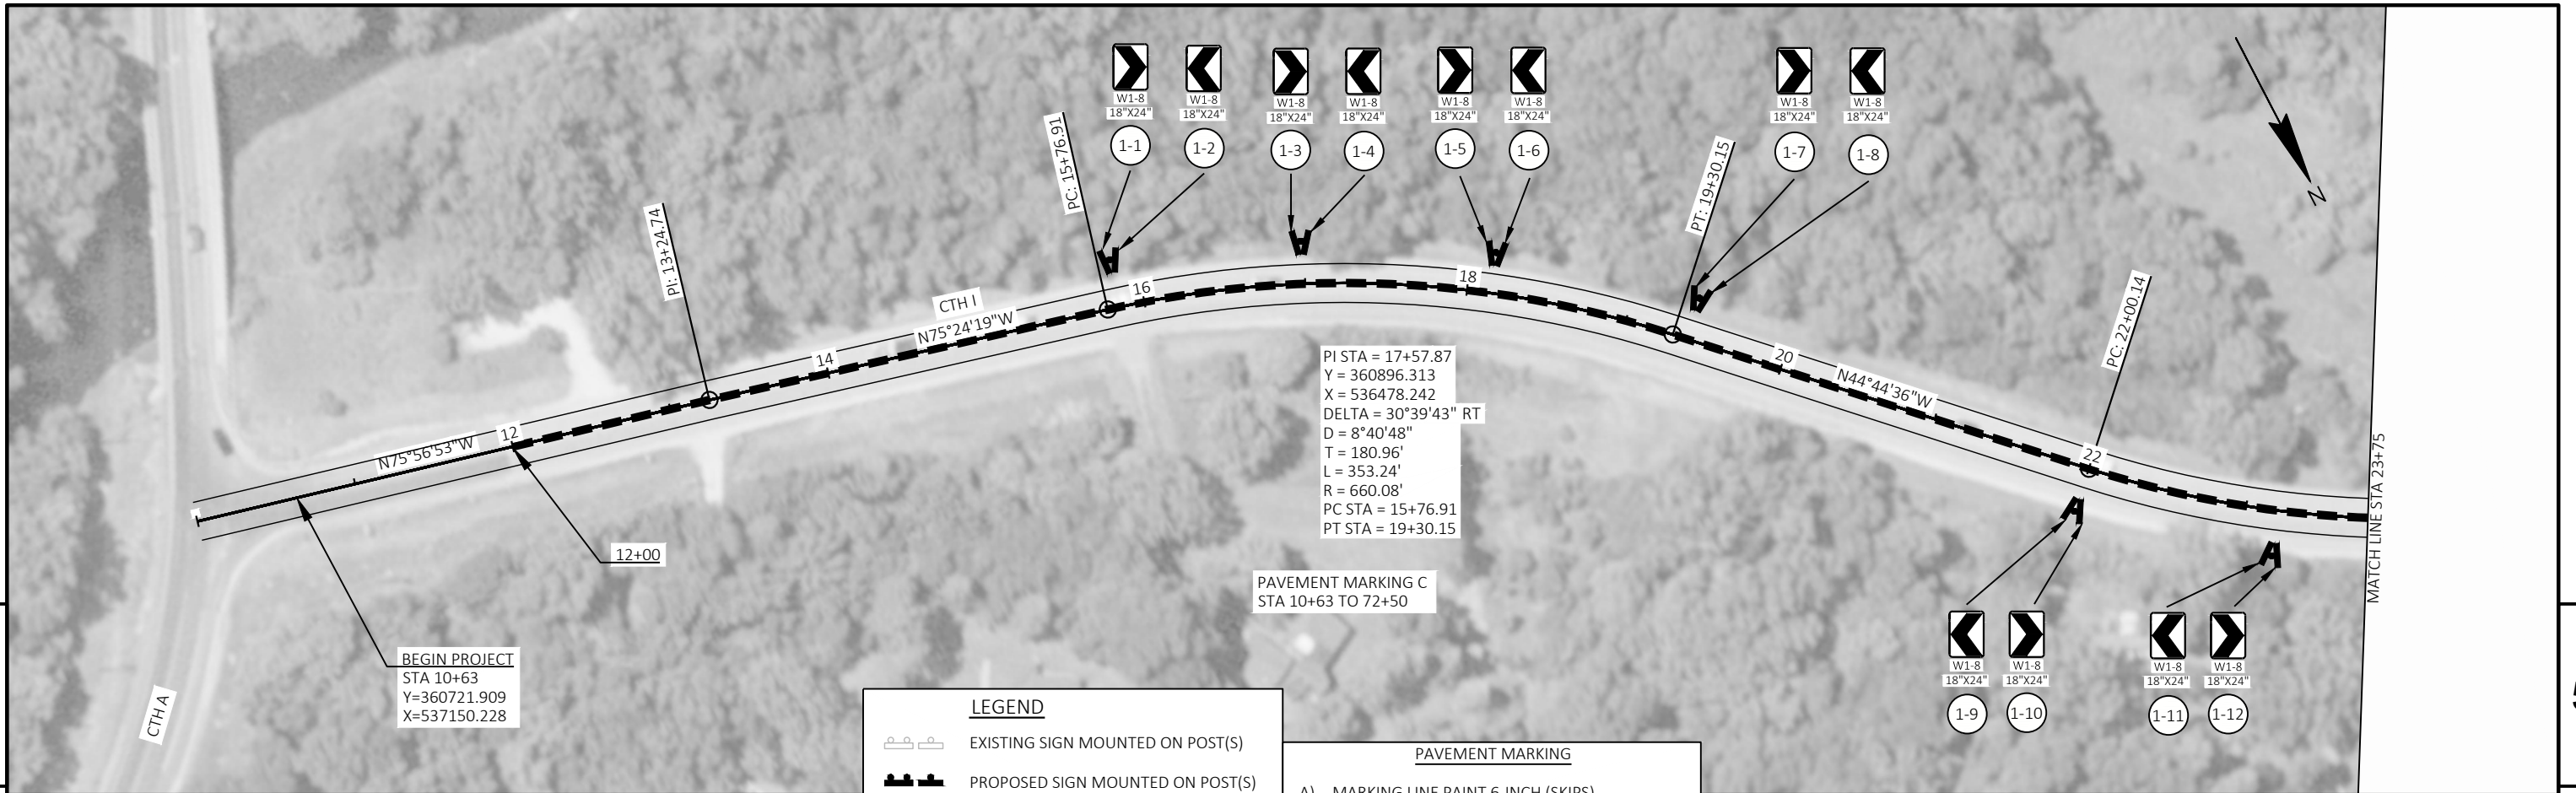 W1-8
18"X24"
1-1
W1-8
18"X24"
1-2
W1-8
18"X24"
1-3
W1-8
18"X24"
1-4
W1-8
18"X24"
1-5
W1-8
18"X24"
1-6
W1-8
18"X24"
1-7
W1-8
18"X24"
1-8
N
PI: 13+24.74
PC: 15+76.91
PT: 19+30.15
PC: 22+00.14
CTH I
N75°56'53"W
12
14
N75°24'19"W
16
18
20
N44°44'36"W
22
MATCH LINE STA 23+75
PI STA = 17+57.87
Y = 360896.313
X = 536478.242
DELTA = 30°39'43" RT
D = 8°40'48"
T = 180.96'
L = 353.24'
R = 660.08'
PC STA = 15+76.91
PT STA = 19+30.15
12+00
PAVEMENT MARKING C
STA 10+63 TO 72+50
BEGIN PROJECT
STA 10+63
Y=360721.909
X=537150.228
CTH A
W1-8
18"X24"
1-9
W1-8
18"X24"
1-10
W1-8
18"X24"
1-11
W1-8
18"X24"
1-12
LEGEND
EXISTING SIGN MOUNTED ON POST(S)
PROPOSED SIGN MOUNTED ON POST(S)
PAVEMENT MARKING
A) MARKING LINE PAINT 6-INCH (SKIPS)